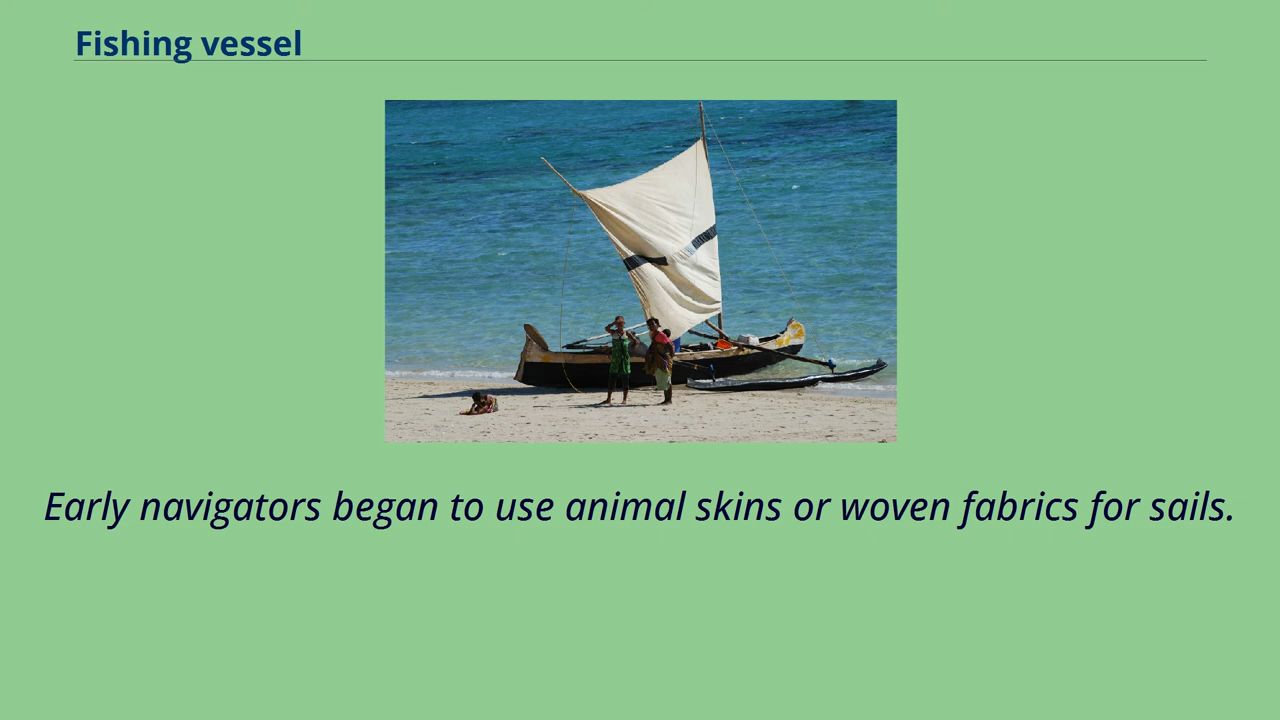 Fishing vessel
Early navigators began to use animal skins or woven fabrics for sails.